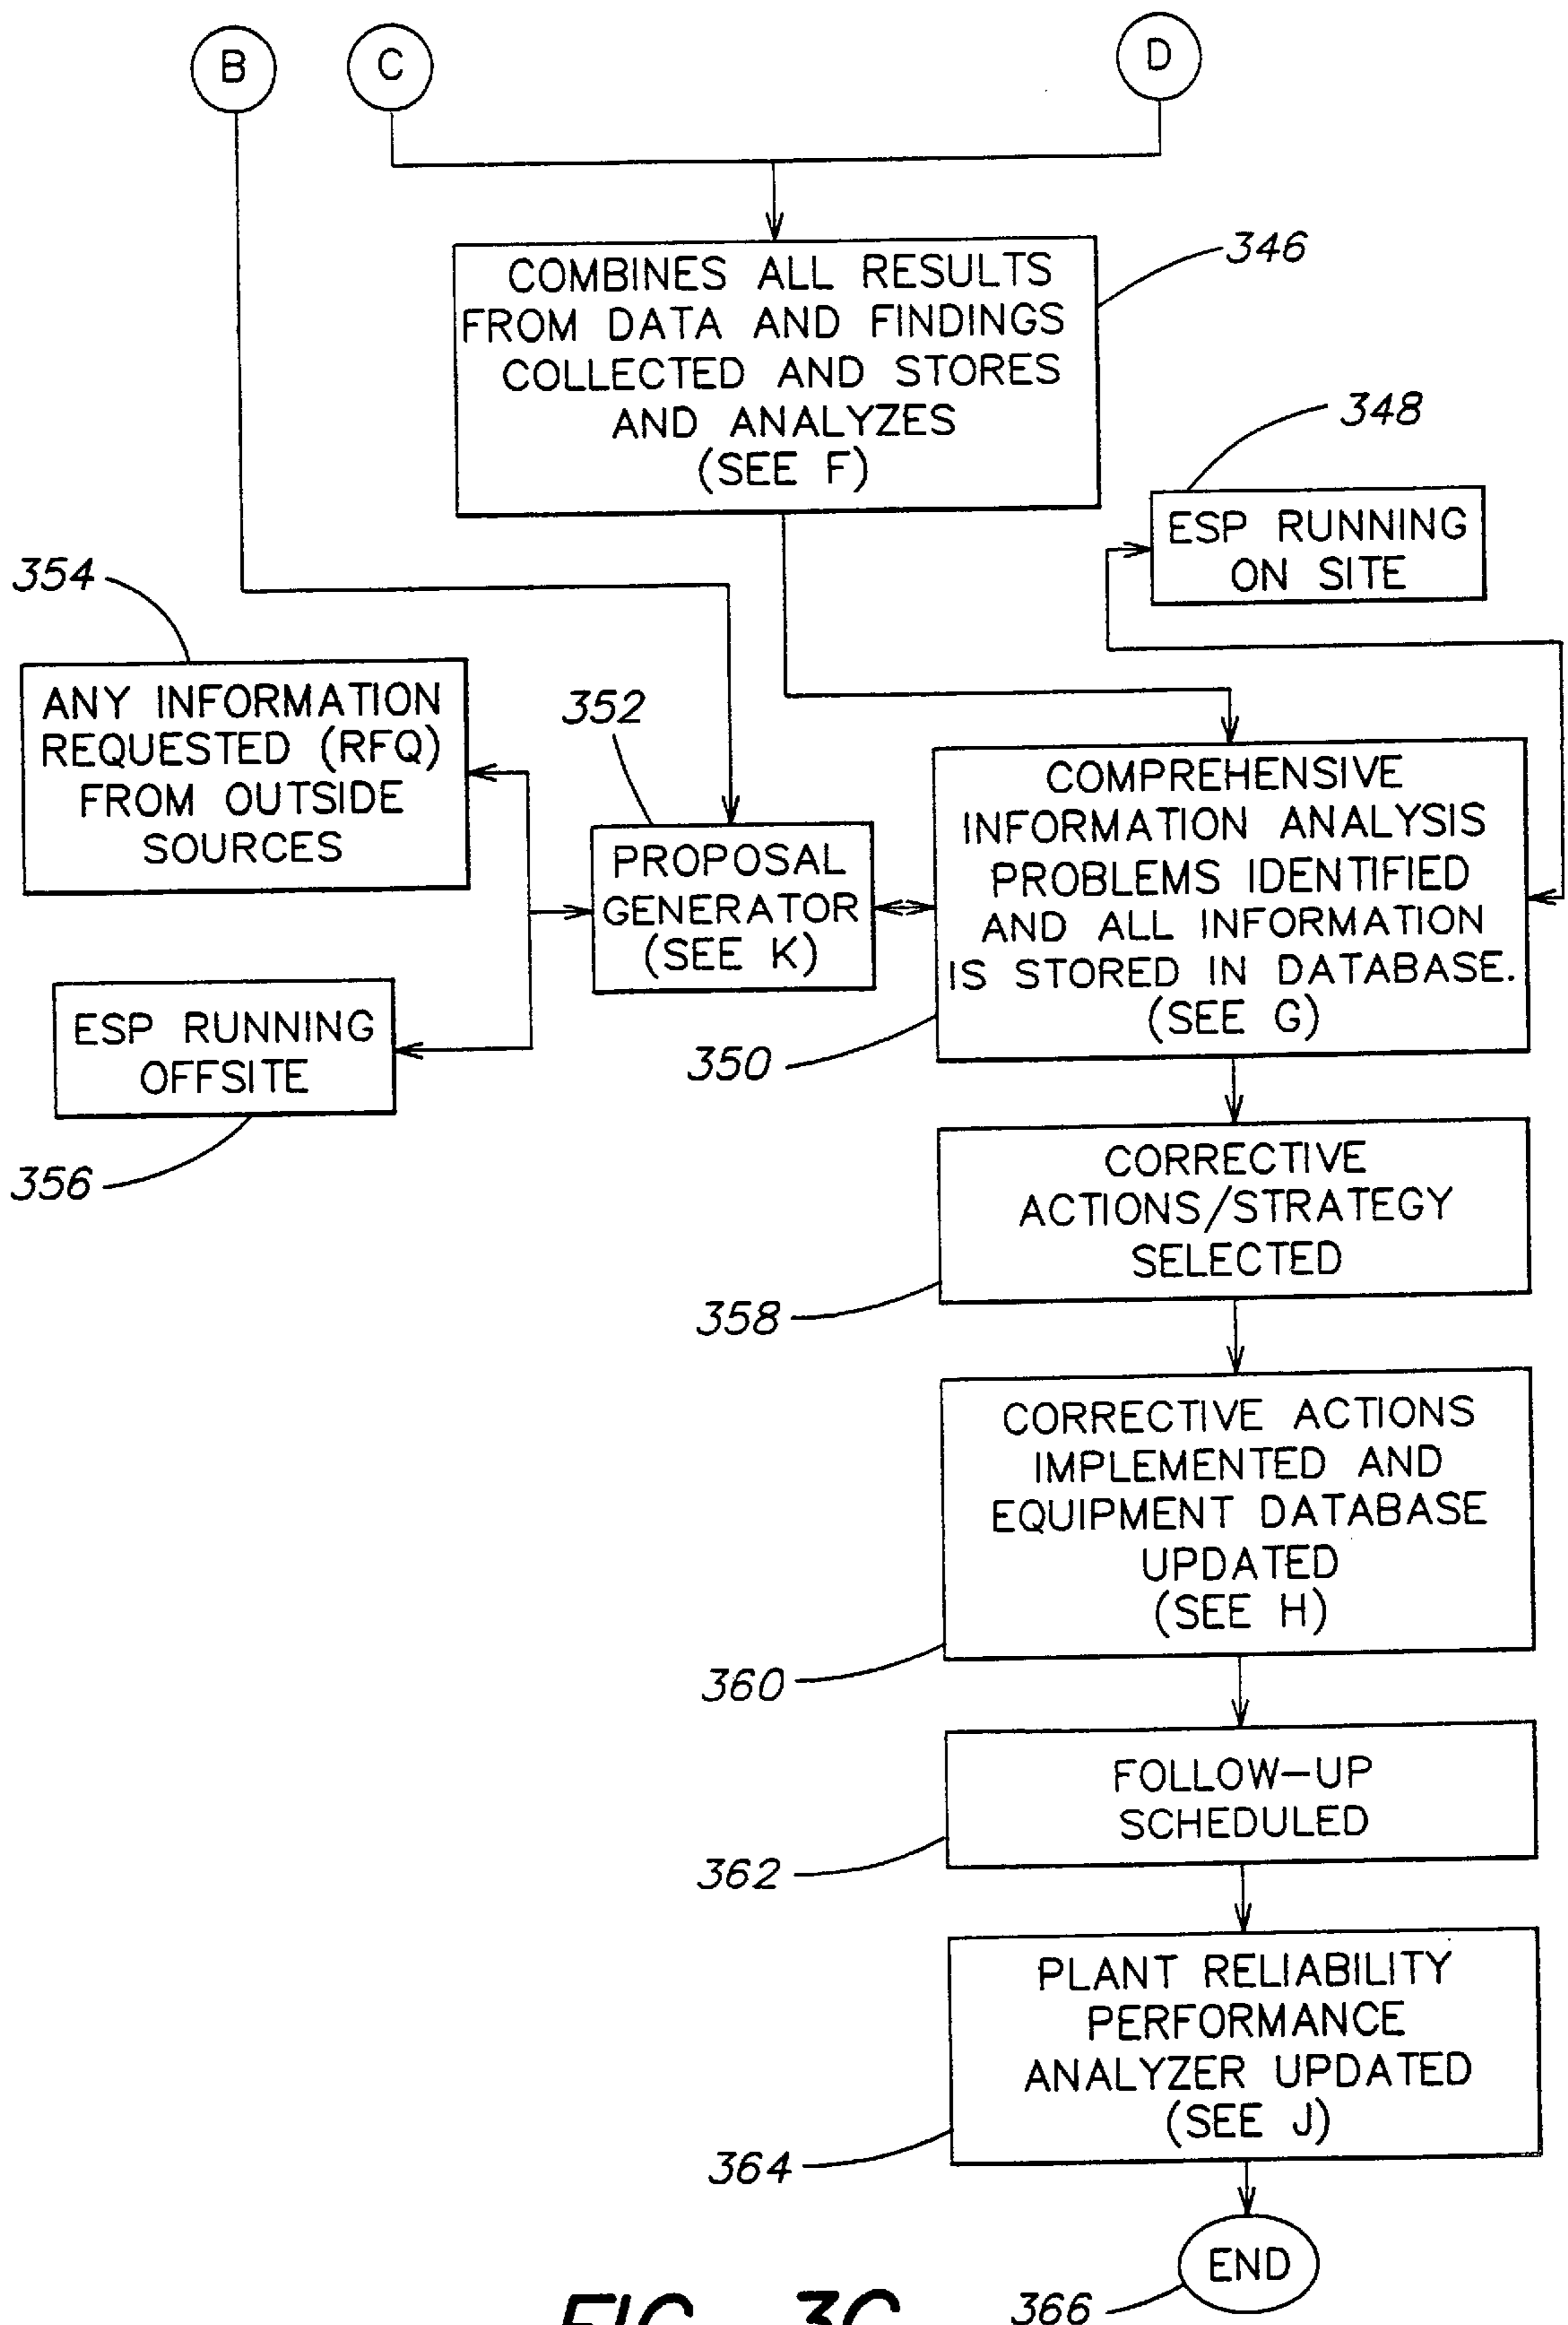 B
C
D
COMBINES ALL RESULTS
FROM DATA AND FINDINGS
COLLECTED AND STORES
AND ANALYZES
(SEE F)
346
348
ESP RUNNING
ON SITE
354
ANY INFORMATION
REQUESTED (RFQ)
FROM OUTSIDE
SOURCES
352
PROPOSAL
GENERATOR
(SEE K)
COMPREHENSIVE
INFORMATION ANALYSIS
PROBLEMS IDENTIFIED
AND ALL INFORMATION
IS STORED IN DATABASE.
(SEE G)
350
ESP RUNNING
OFFSITE
356
CORRECTIVE
ACTIONS/STRATEGY
SELECTED
358
CORRECTIVE ACTIONS
IMPLEMENTED AND
EQUIPMENT DATABASE
UPDATED
(SEE H)
360
FOLLOW-UP
SCHEDULED
362
PLANT RELIABILITY
PERFORMANCE
ANALYZER UPDATED
(SEE J)
364
END
366
FIG. 3C